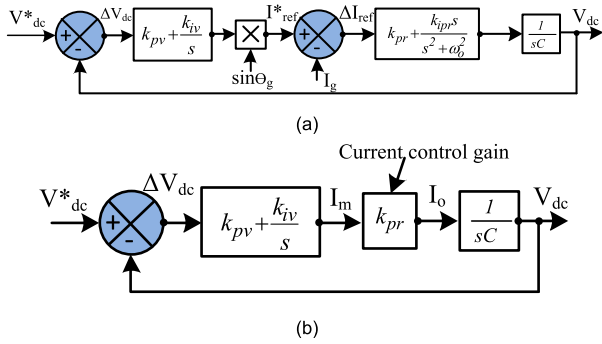 V*dc
+
-
ΔVdc
kpv+kiv/s
×
sinΘg
I*ref
+
-
Ig
ΔIref
kpr+kiprs/s²+ωo²
1/sC
Vdc
(a)
Current control gain
V*dc
+
-
ΔVdc
kpv+kiv/s
Im
kpr
Io
1/sC
Vdc
(b)